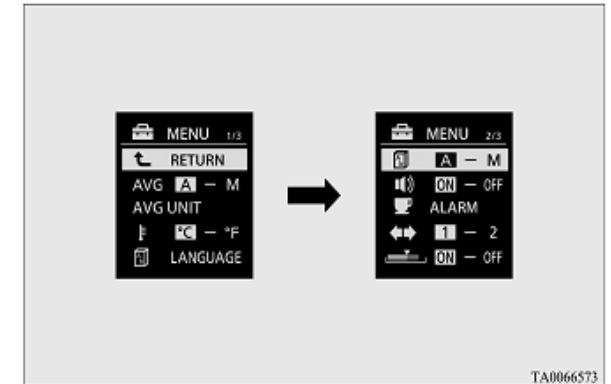 MENU 1/3
RETURN
AVG A – M
AVG UNIT
°C – °F
LANGUAGE
MENU 2/3
A – M
ON – OFF
ALARM
1 – 2
ON – OFF
TA0066573